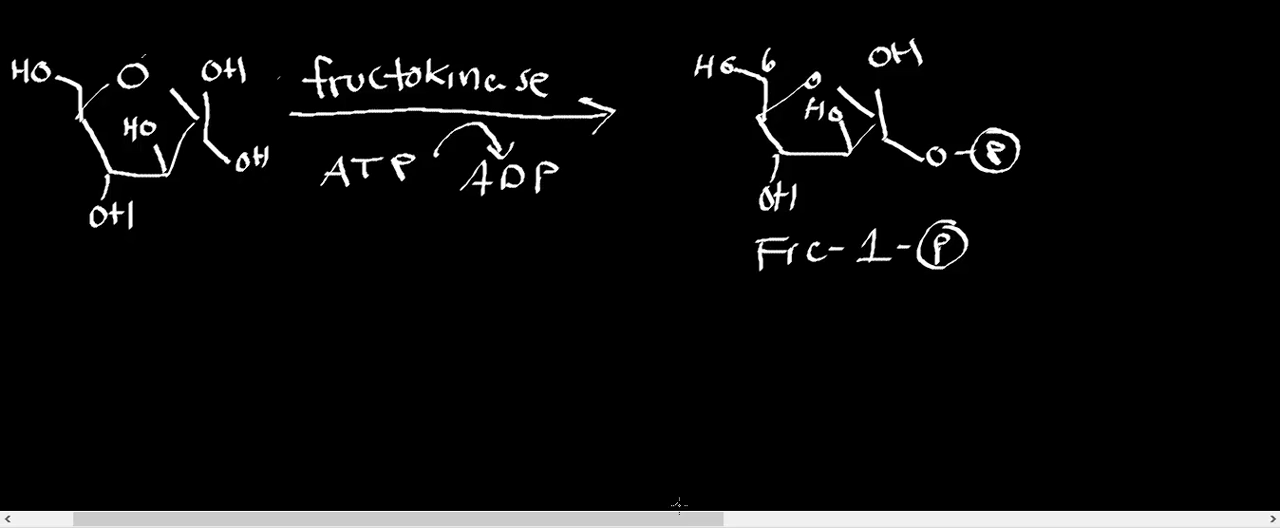 HO O OH
HO
OH
OH
fructokinase
ATP ADP
HO 6 O OH
HO
O-P
OH
Frc-1-P